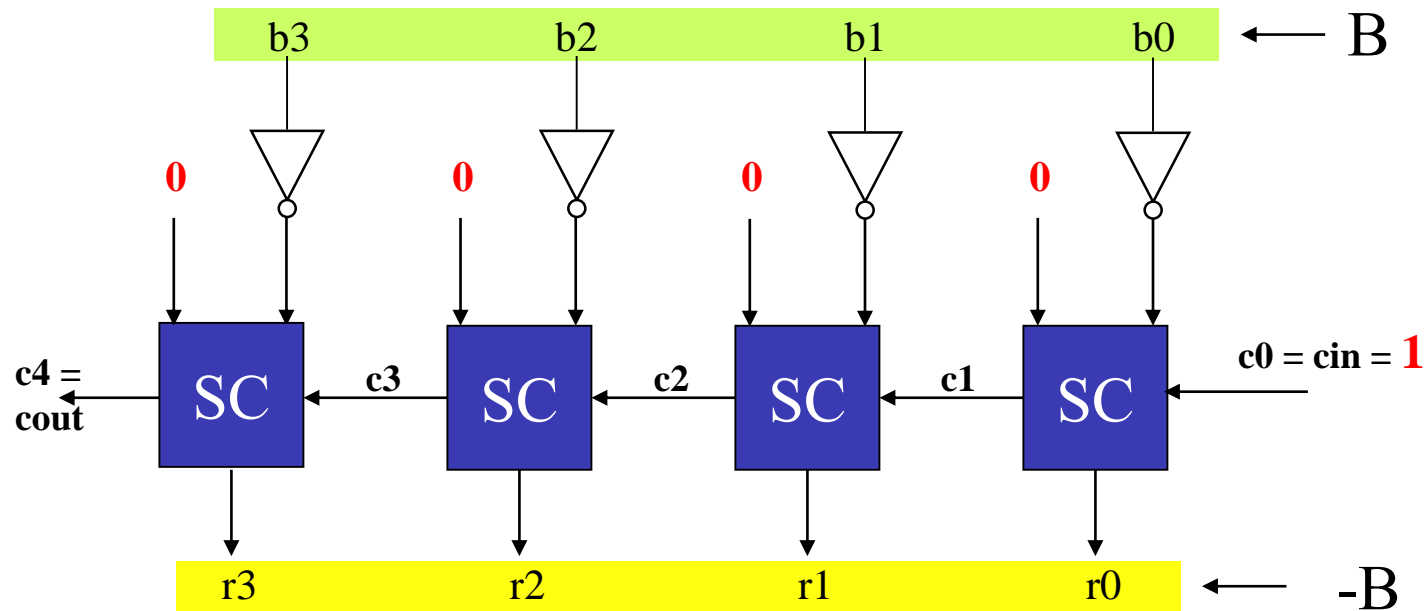 b3 b2 b1 b0 B
0 0 0 0
c4 =
cout
SC c3 SC c2 SC c1 SC c0 = cin = 1
r3 r2 r1 r0 -B